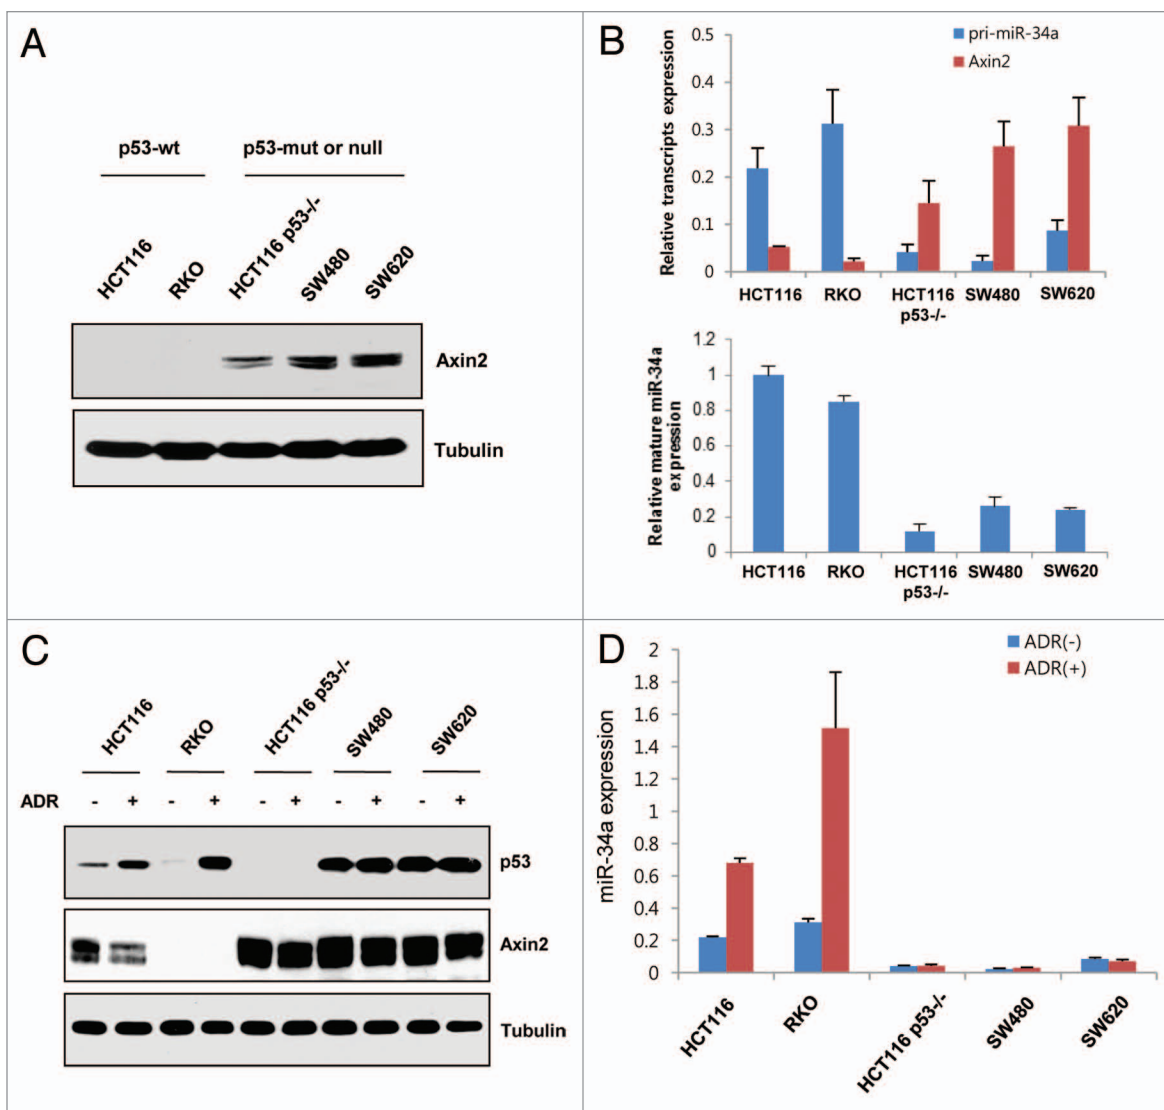 A
p53-wt
p53-mut or null
HCT116
RKO
HCT116 p53-/-
SW480
SW620
Axin2
Tubulin
B
pri-miR-34a
Axin2
Relative transcripts expression
0.5
0.4
0.3
0.2
0.1
0
HCT116
RKO
HCT116
p53-/-
SW480
SW620
Relative mature miR-34a
expression
1.2
1
0.8
0.6
0.4
0.2
0
HCT116
RKO
HCT116
p53-/-
SW480
SW620
C
HCT116
RKO
HCT116 p53-/-
SW480
SW620
ADR - + - + - + - + - +
p53
Axin2
Tubulin
D
ADR(-)
ADR(+)
miR-34a expression
2
1.8
1.6
1.4
1.2
1
0.8
0.6
0.4
0.2
0
HCT116
RKO
HCT116 p53-/-
SW480
SW620